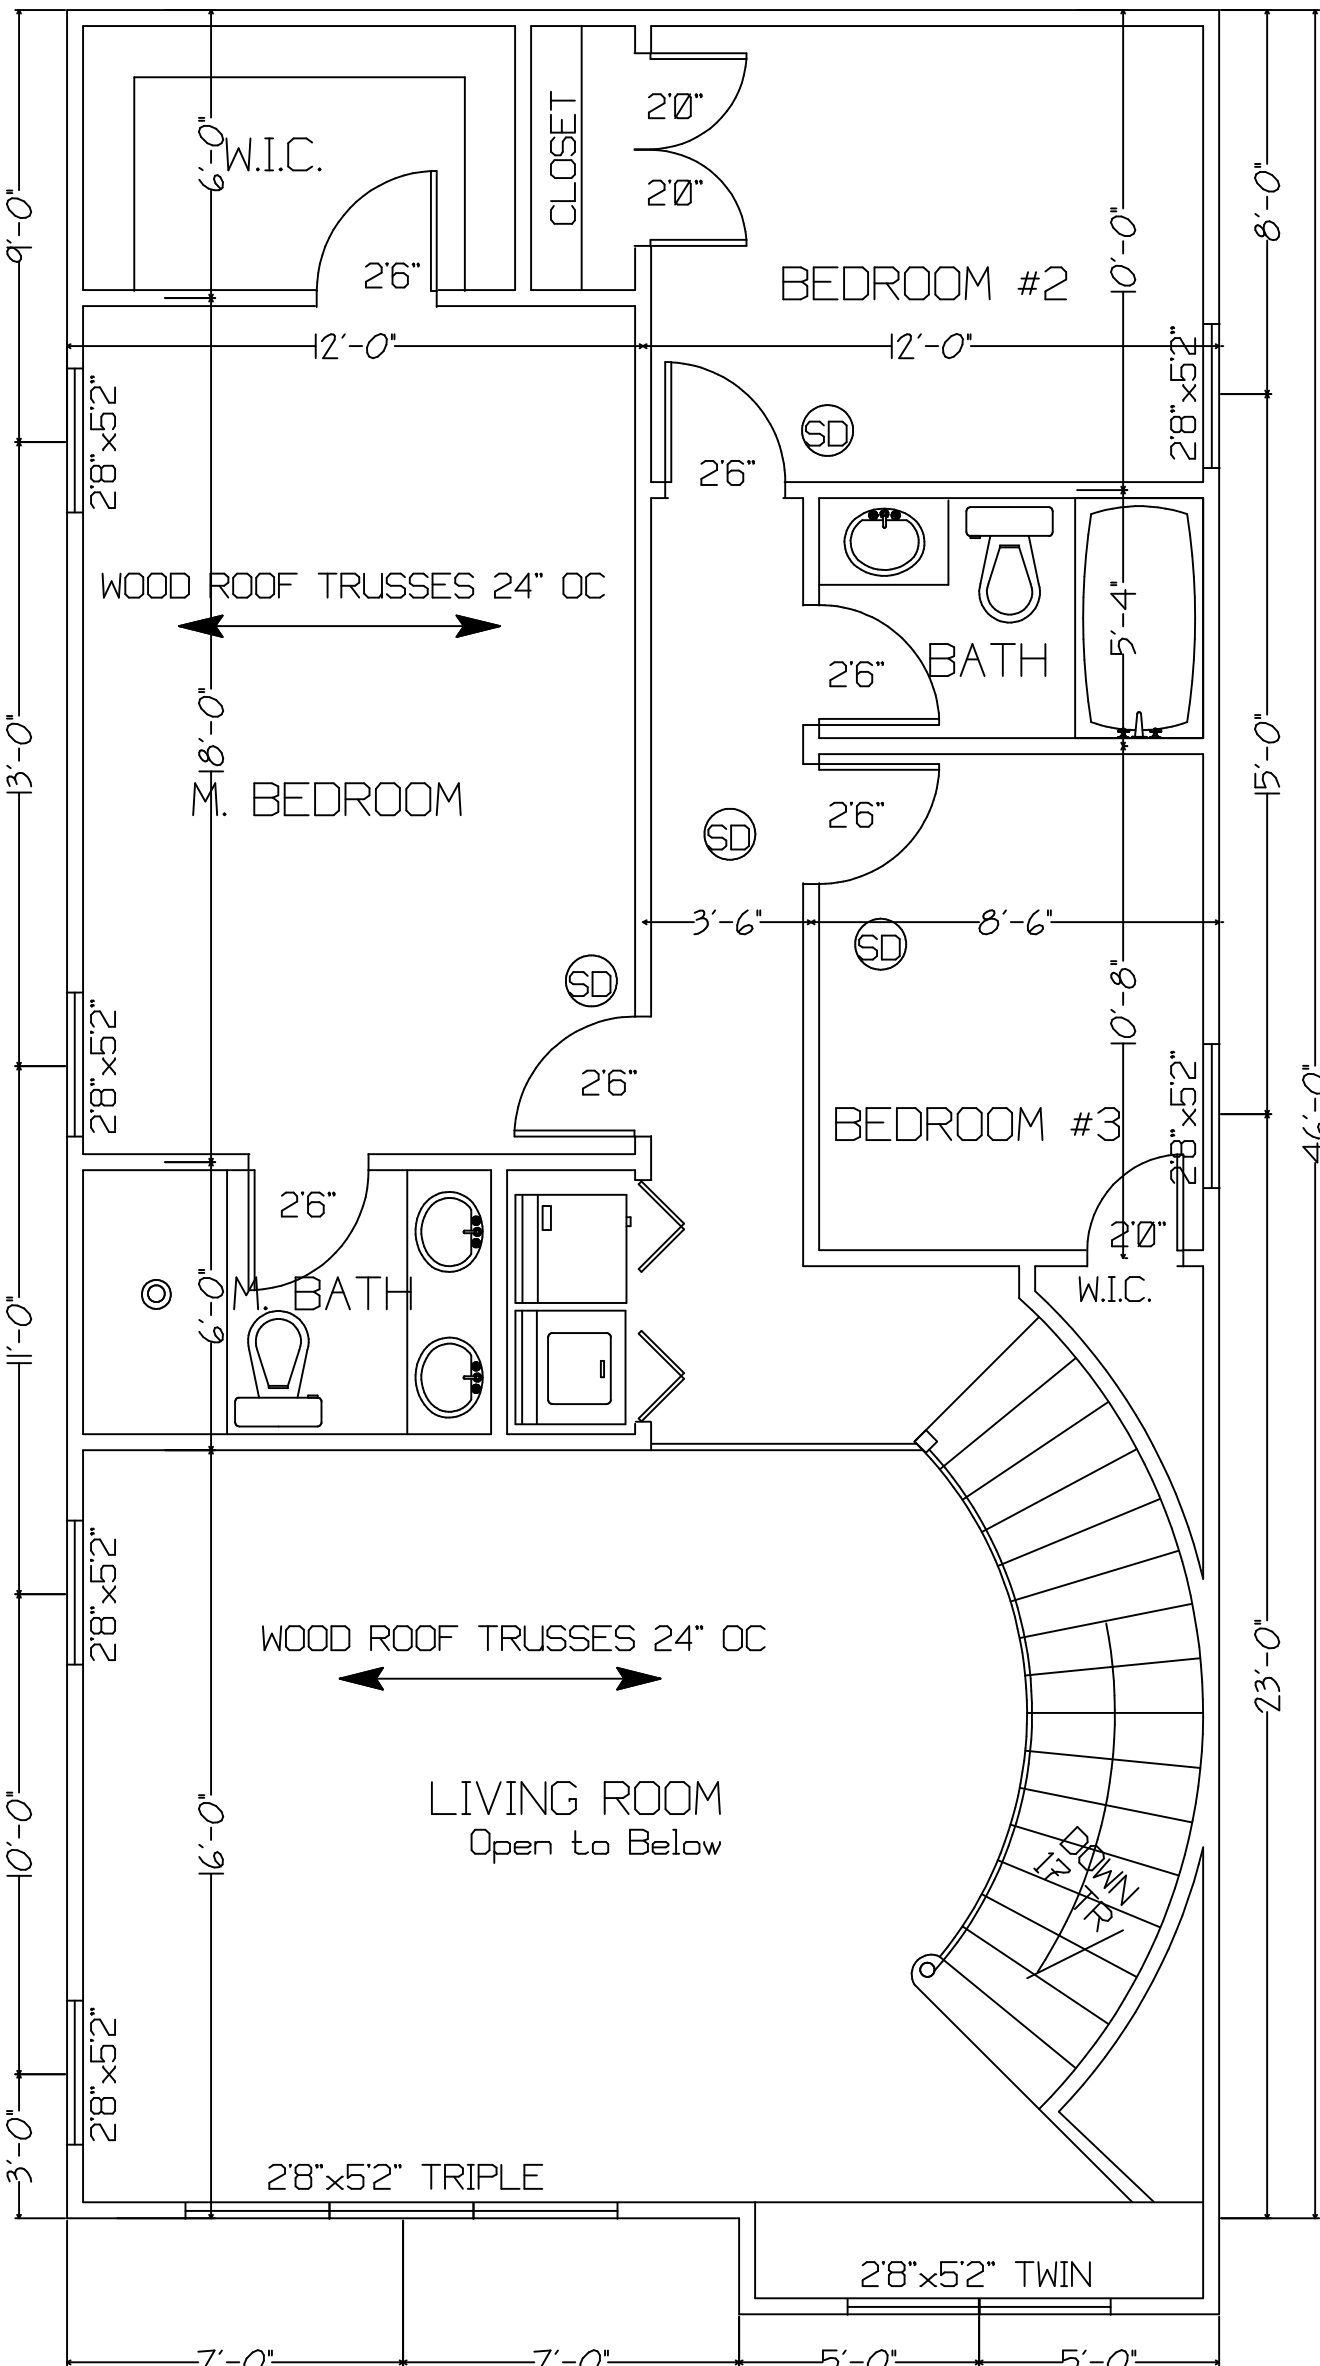 2'0"
CLOSET
6'-0"
W.I.C.
2'0"
9'-0"
8'-0"
10'-0"
2'6"
BEDROOM #2
12'-0"
12'-0"
2'8"x5'2"
2'8"x5'2"
SD
2'6"
WOOD ROOF TRUSSES 24" OC
5'-4"
2'6"
BATH
18'-0"
13'-0"
15'-0"
M. BEDROOM
2'6"
SD
3'-6"
8'-6"
SD
SD
10'-8"
2'8"x5'2"
2'6"
2'8"x5'2"
46'-0"
BEDROOM #3
2'6"
2'0"
M. BATH
6'-0"
W.I.C.
11'-0"
2'8"x5'2"
WOOD ROOF TRUSSES 24" OC
23'-0"
LIVING ROOM
Open to Below
10'-0"
16'-0"
DOWN
17 TR
2'8"x5'2"
3'-0"
2'8"x5'2" TRIPLE
2'8"x5'2" TWIN
7'-0"
7'-0"
5'-0"
5'-0"